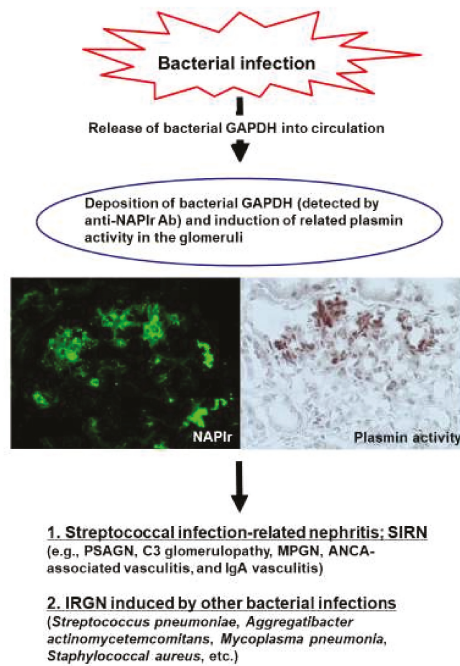 Bacterial infection
Release of bacterial GAPDH into circulation
Deposition of bacterial GAPDH (detected by
anti-NAPlr Ab) and induction of related plasmin
activity in the glomeruli
NAPlr
Plasmin activity
1. Streptococcal infection-related nephritis; SIRN
(e.g., PSAGN, C3 glomerulopathy, MPGN, ANCA-
associated vasculitis, and IgA vasculitis)
2. IRGN induced by other bacterial infections
(Streptococcus pneumoniae, Aggregatibacter
actinomycetemcomitans, Mycoplasma pneumonia,
Staphylococcal aureus, etc.)